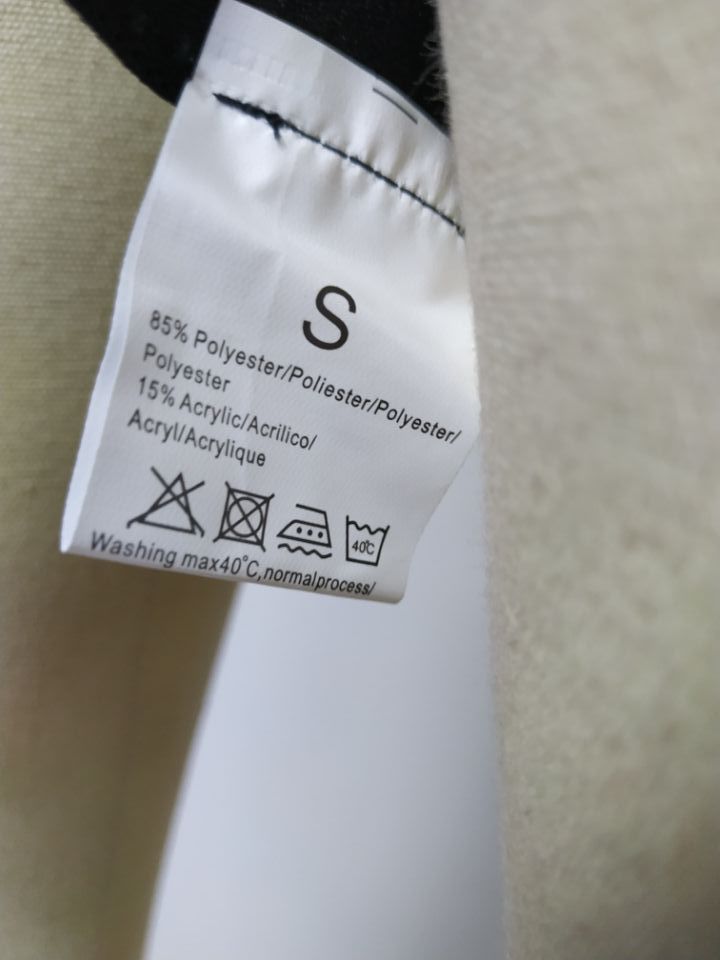 S
85% Polyester/Poliester/Polyester/
Polyester
15% Acrylic/Acrilico/
Acryl/Acrylique
40°C
Washing max40°C,normalprocess/